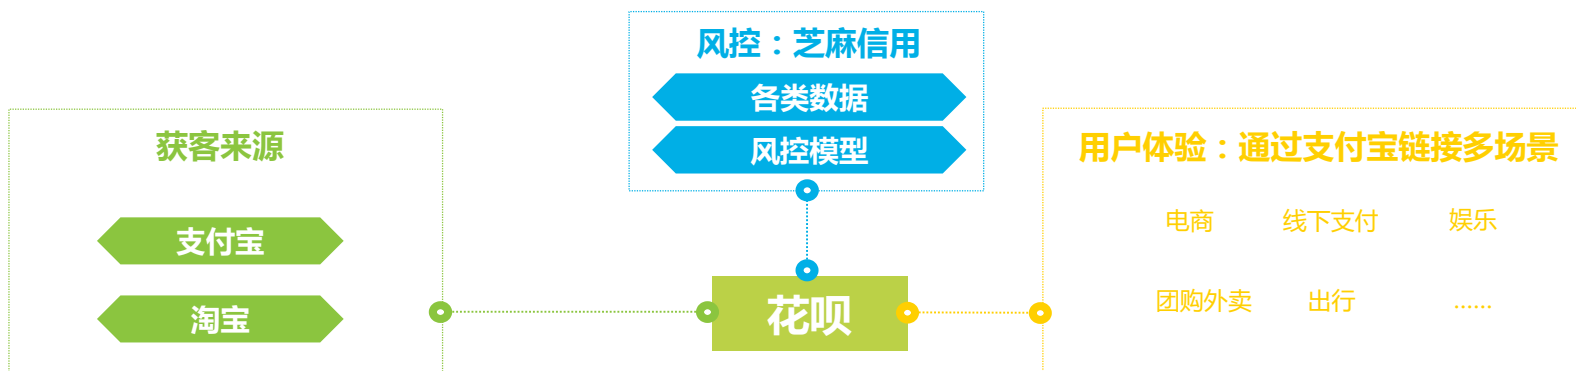 风控：芝麻信用
各类数据
风控模型
获客来源
支付宝
淘宝
花呗
用户体验：通过支付宝链接多场景
电商 线下支付 娱乐
团购外卖 出行 ……